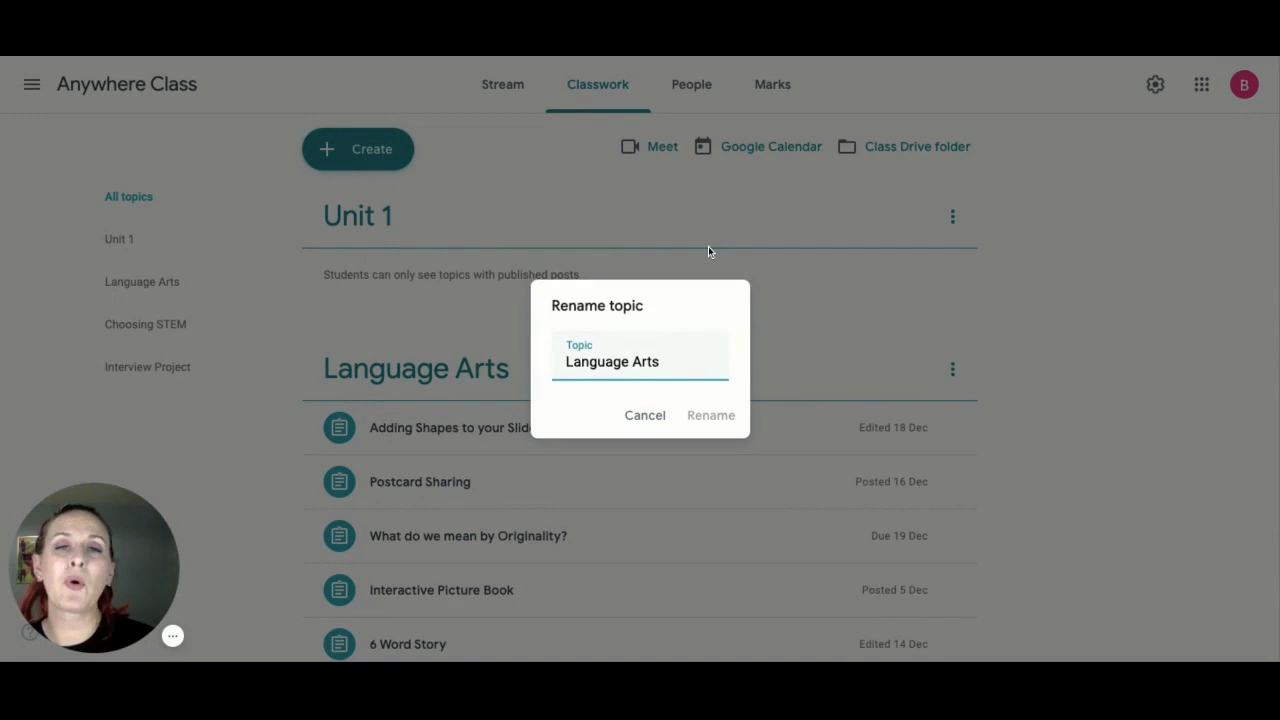 Anywhere Class
Stream
Classwork
People
Marks
B
Create
Meet
Google Calendar
Class Drive folder
All topics
Unit 1
Language Arts
Choosing STEM
Interview Project
Unit 1
Students can only see topics with published posts
Rename topic
Topic
Language Arts
Cancel
Rename
Language Arts
Adding Shapes to your Slid
Edited 18 Dec
Postcard Sharing
Posted 16 Dec
What do we mean by Originality?
Due 19 Dec
Interactive Picture Book
Posted 5 Dec
6 Word Story
Edited 14 Dec